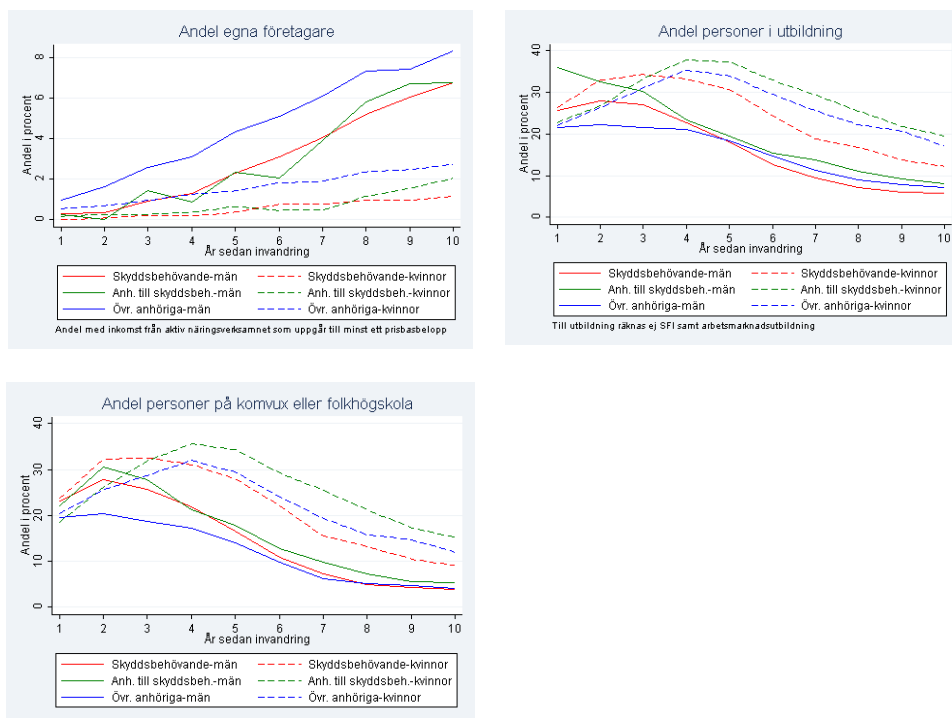 Andel egna företagare
Andel i procent
8
6
4
2
0
1 2 3 4 5 6 7 8 9 10
År sedan invandring
Skyddsbehövande-män Skyddsbehövande-kvinnor
Anh. till skyddsbeh.-män Anh. till skyddsbeh.-kvinnor
Övr. anhöriga-män Övr. anhöriga-kvinnor
Andel med inkomst från aktiv näringsverksamnet som uppgår till minst ett prisbasbelopp
Andel personer i utbildning
Andel i procent
40
30
20
10
0
1 2 3 4 5 6 7 8 9 10
År sedan invandring
Skyddsbehövande-män Skyddsbehövande-kvinnor
Anh. till skyddsbeh.-män Anh. till skyddsbeh.-kvinnor
Övr. anhöriga-män Övr. anhöriga-kvinnor
Till utbildning räknas ej SFI samt arbetsmarknadsutbildning
Andel personer på komvux eller folkhögskola
Andel i procent
40
30
20
10
0
1 2 3 4 5 6 7 8 9 10
År sedan invandring
Skyddsbehövande-män Skyddsbehövande-kvinnor
Anh. till skyddsbeh.-män Anh. till skyddsbeh.-kvinnor
Övr. anhöriga-män Övr. anhöriga-kvinnor